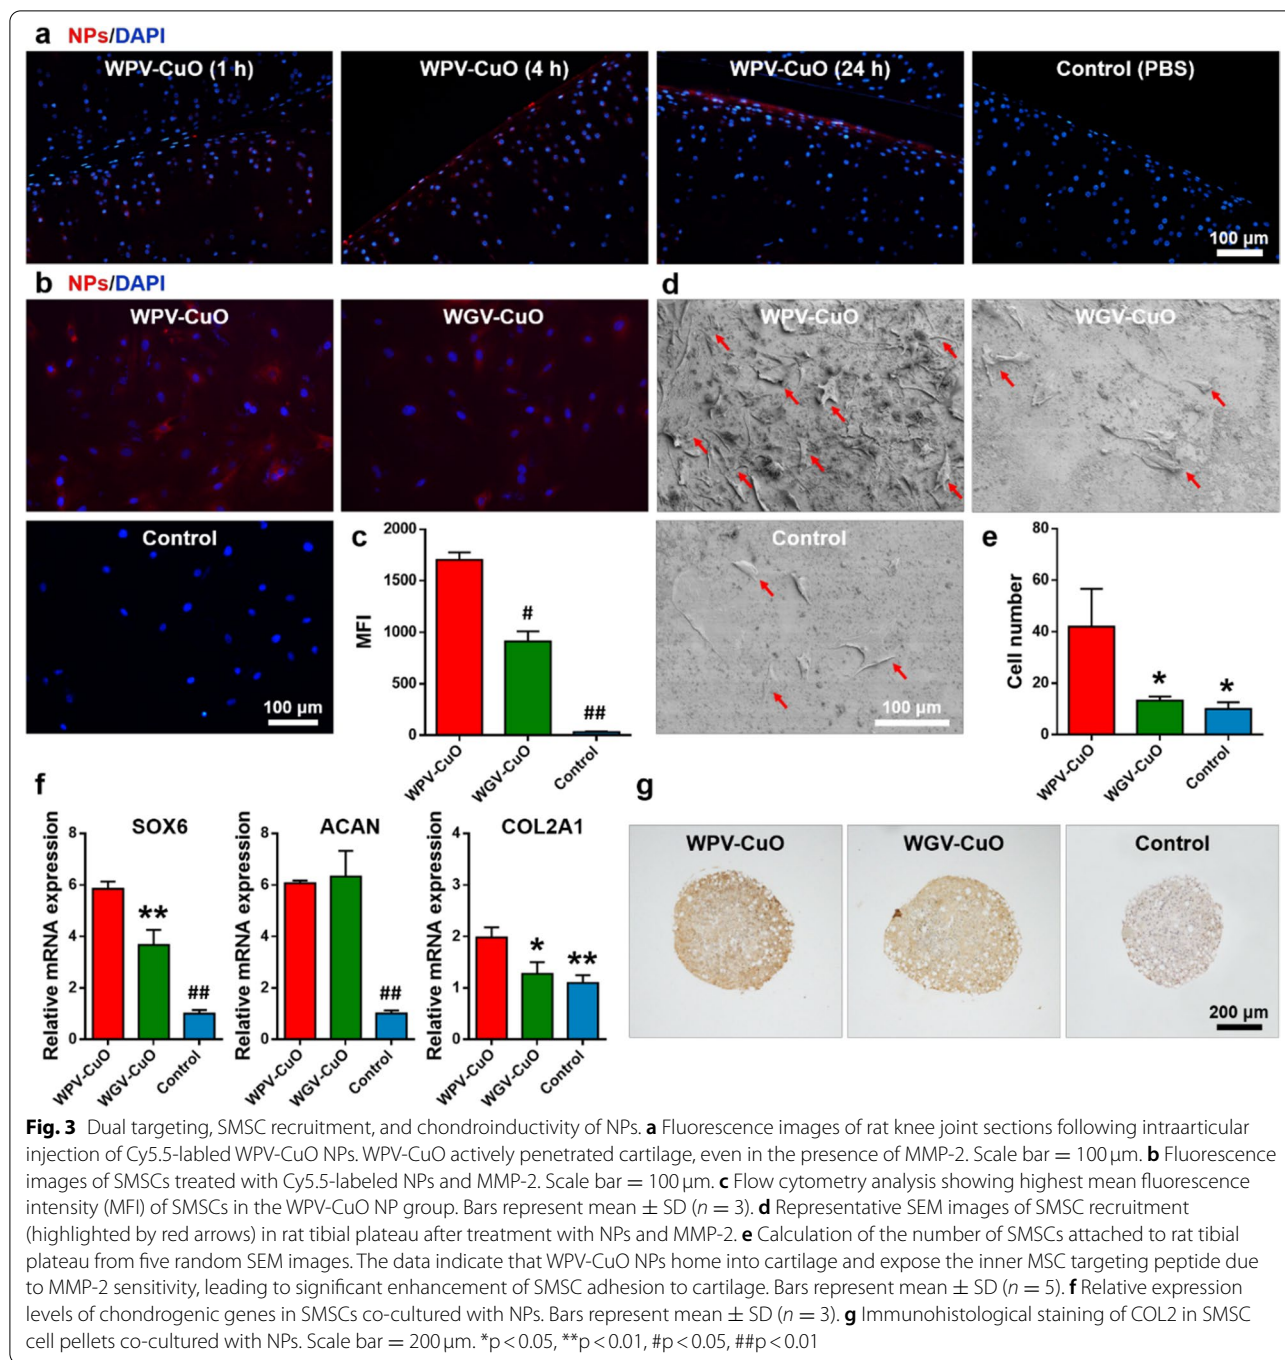 a NPs/DAPI
WPV-CuO (1 h)
WPV-CuO (4 h)
WPV-CuO (24 h)
Control (PBS)
100 µm
b NPs/DAPI
WPV-CuO
WGV-CuO
Control
100 µm
c
MFI
2000
1500
1000
500
0
#
##
WPV-CuO
WGV-CuO
Control
d
WPV-CuO
WGV-CuO
Control
100 µm
e
Cell number
80
60
40
20
0
*
*
WPV-CuO
WGV-CuO
Control
f
SOX6
Relative mRNA expression
8
6
4
2
0
**
##
WPV-CuO
WGV-CuO
Control
ACAN
Relative mRNA expression
8
6
4
2
0
##
WPV-CuO
WGV-CuO
Control
COL2A1
Relative mRNA expression
4
3
2
1
0
*
**
WPV-CuO
WGV-CuO
Control
g
WPV-CuO
WGV-CuO
Control
200 µm
Fig. 3 Dual targeting, SMSC recruitment, and chondroinductivity of NPs. a Fluorescence images of rat knee joint sections following intraarticular
injection of Cy5.5-labled WPV-CuO NPs. WPV-CuO actively penetrated cartilage, even in the presence of MMP-2. Scale bar = 100 µm. b Fluorescence
images of SMSCs treated with Cy5.5-labeled NPs and MMP-2. Scale bar = 100 µm. c Flow cytometry analysis showing highest mean fluorescence
intensity (MFI) of SMSCs in the WPV-CuO NP group. Bars represent mean ± SD (n = 3). d Representative SEM images of SMSC recruitment
(highlighted by red arrows) in rat tibial plateau after treatment with NPs and MMP-2. e Calculation of the number of SMSCs attached to rat tibial
plateau from five random SEM images. The data indicate that WPV-CuO NPs home into cartilage and expose the inner MSC targeting peptide due
to MMP-2 sensitivity, leading to significant enhancement of SMSC adhesion to cartilage. Bars represent mean ± SD (n = 5). f Relative expression
levels of chondrogenic genes in SMSCs co-cultured with NPs. Bars represent mean ± SD (n = 3). g Immunohistological staining of COL2 in SMSC
cell pellets co-cultured with NPs. Scale bar = 200 µm. *p < 0.05, **p < 0.01, #p < 0.05, ##p < 0.01